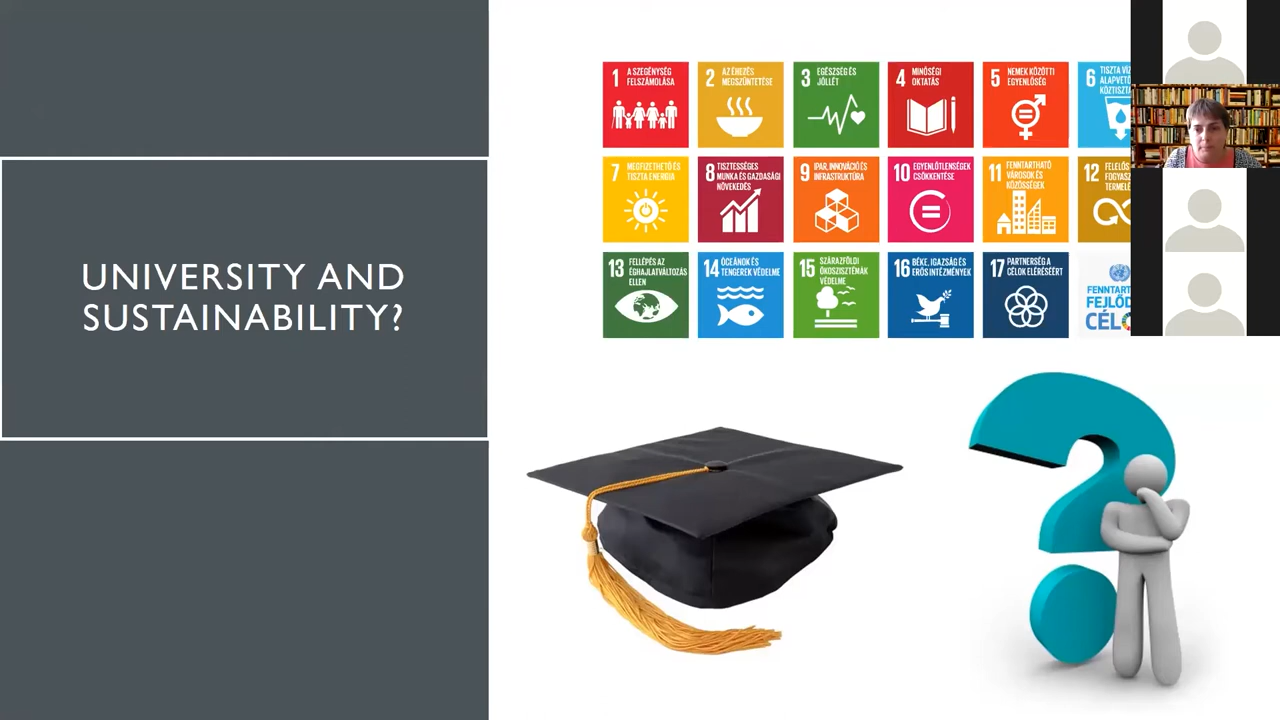 UNIVERSITY AND
SUSTAINABILITY?
1 A SZEGÉNYSÉG
FELSZÁMOLÁSA
2 AZ ÉHEZÉS
MEGSZÜNTETÉSE
3 EGÉSZSÉG ÉS
JÓLLÉT
4 MINŐSÉGI
OKTATÁS
5 NEMEK KÖZÖTTI
EGYENLŐSÉG
6 TISZTA
7 MEGFIZETHETŐ ÉS
TISZTA ENERGIA
8 TISZTESSÉGES
MUNKA ÉS GAZDASÁGI
NÖVEKEDÉS
9 IPAR, INNOVÁCIÓ ÉS
INFRASTRUKTÚRA
10 EGYENLŐTLENSÉGEK
CSÖKKENTÉSE
11 FENNTARTHATÓ
VÁROSOK ÉS
KÖZÖSSÉGEK
12
13 FELLÉPÉS AZ
ÉGHAJLATVÁLTOZÁS
ELLEN
14 ÓCEÁNOK ÉS
TENGEREK VÉDELME
15 SZÁRAZFÖLDI
ÖKOSZISZTÉMÁK
VÉDELME
16 BÉKE, IGAZSÁG ÉS
ERŐS INTÉZMÉNYEK
17 PARTNERSÉG A
CÉLOK ELÉRÉSÉÉRT